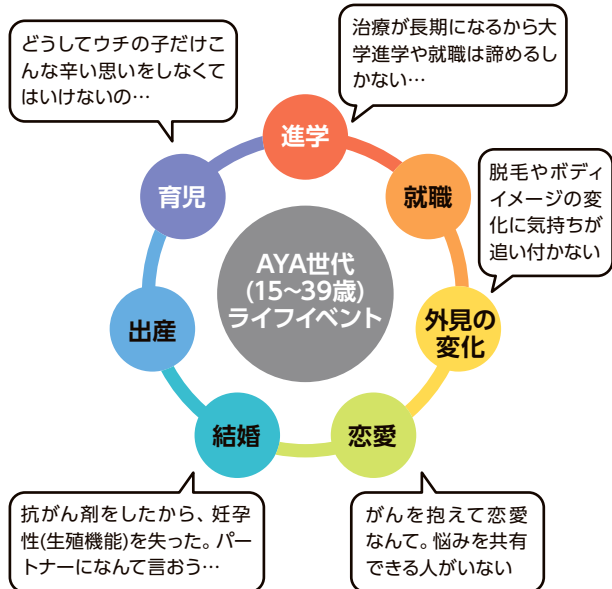 どうしてウチの子だけこ
んな辛い思いをしなくて
はいけないの…
治療が長期になるから大
学進学や就職は諦めるし
かない…
進学
育児
就職
脱毛やボディ
イメージの変
化に気持ちが
追い付かない
AYA世代
(15~39歳)
ライフイベント
出産
外見の
変化
結婚
恋愛
抗がん剤をしたから、妊孕
性(生殖機能)を失った。パー
トナーになんて言おう…
がんを抱えて恋愛
なんて。悩みを共有
できる人がいない